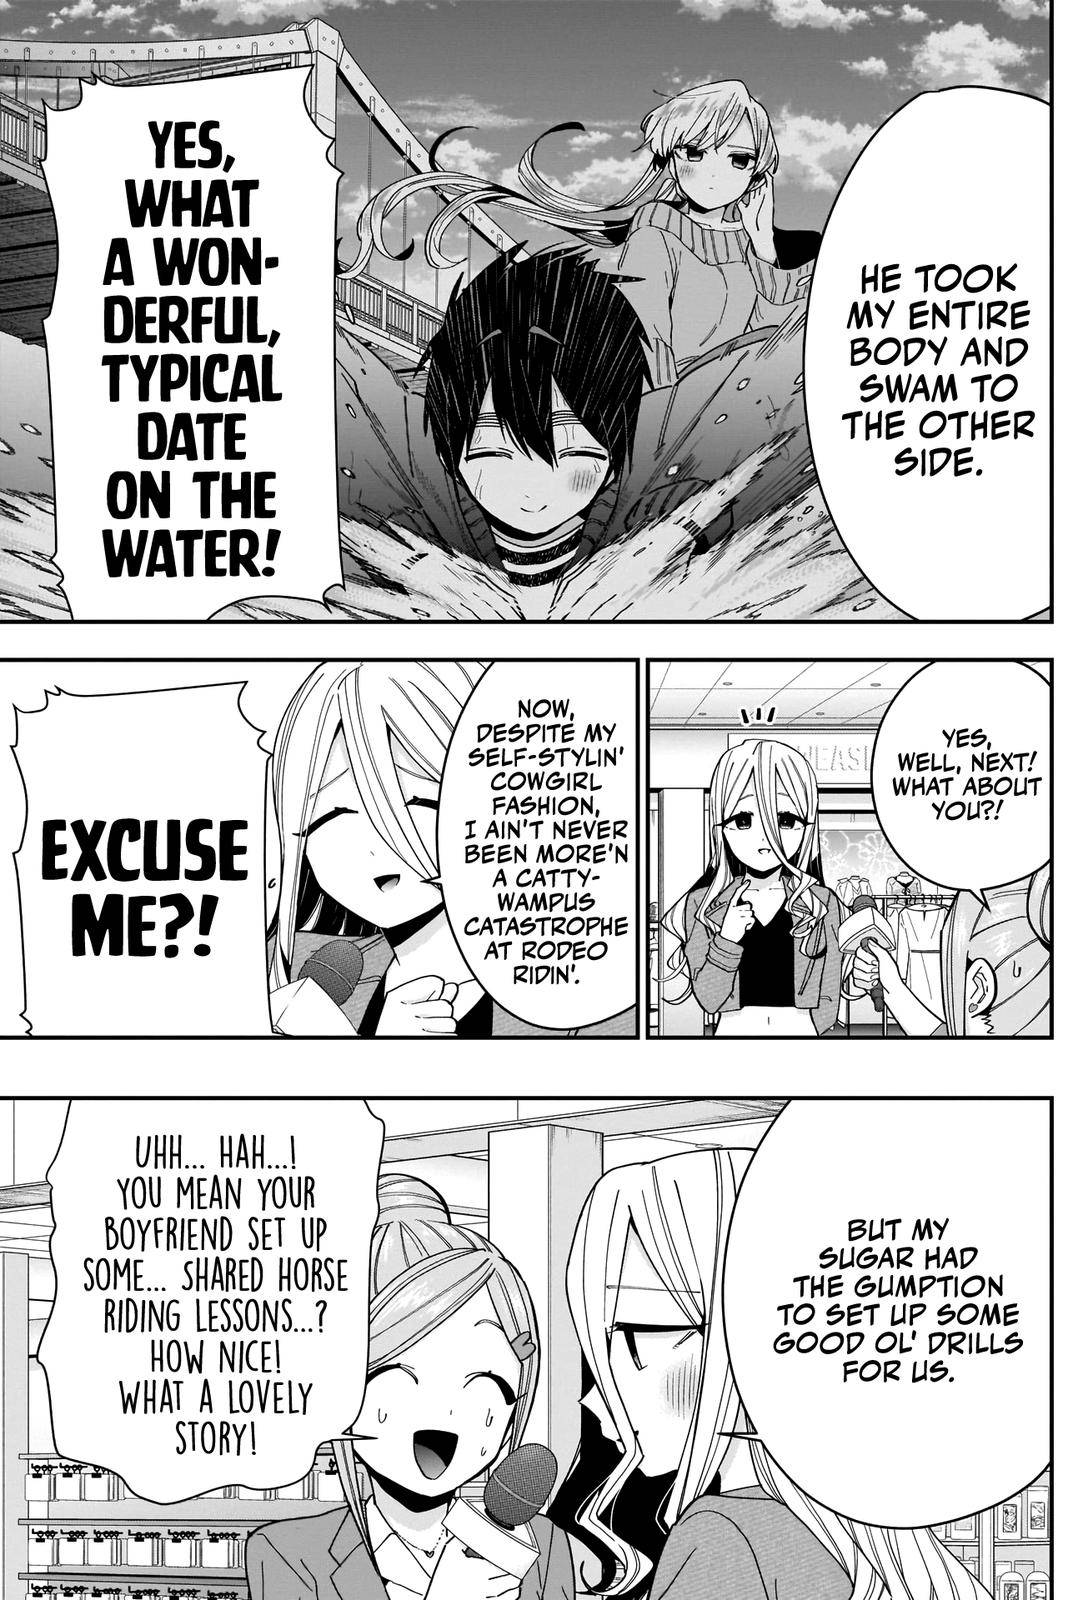 HE TOOK
MY ENTIRE
BODY AND
SWAM TO
THE OTHER
SIDE.
YES,
WHAT
A WON-
DERFUL,
TYPICAL
DATE
ON THE
WATER!
YES,
WELL, NEXT!
WHAT ABOUT
YOU?!
NOW,
DESPITE MY
SELF-STYLIN'
COWGIRL
FASHION,
I AIN'T NEVER
BEEN MORE'N
A CATTY-
WAMPUS
CATASTROPHE
AT RODEO
RIDIN'.
EXCUSE
ME?!
BUT MY
SUGAR HAD
THE GUMPTION
TO SET UP SOME
GOOD OL' DRILLS
FOR US.
UHH... HAH...!
YOU MEAN YOUR
BOYFRIEND SET UP
SOME... SHARED HORSE
RIDING LESSONS...?
HOW NICE!
WHAT A LOVELY
STORY!